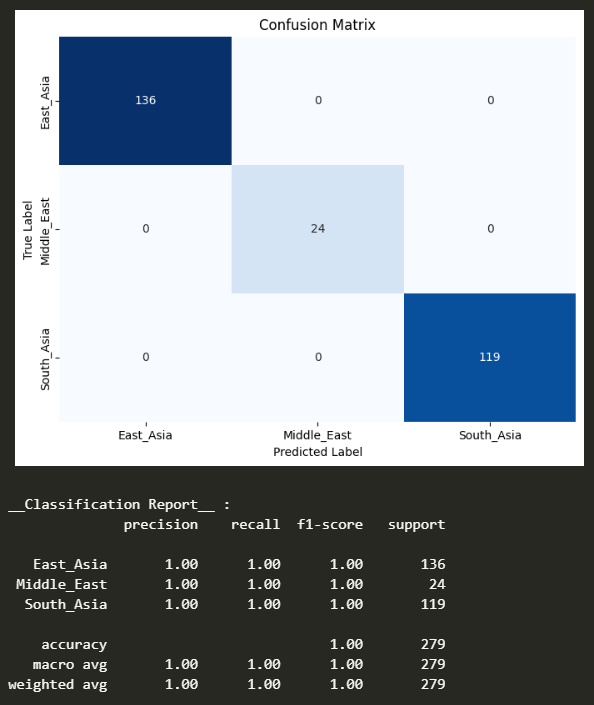 Confusion Matrix
East_Asia
136
0
0
True Label
Middle_East
0
24
0
South_Asia
0
0
119
East_Asia Middle_East South_Asia
Predicted Label
__Classification Report__ :
precision recall f1-score support
East_Asia 1.00 1.00 1.00 136
Middle_East 1.00 1.00 1.00 24
South_Asia 1.00 1.00 1.00 119
accuracy 1.00 279
macro avg 1.00 1.00 1.00 279
weighted avg 1.00 1.00 1.00 279